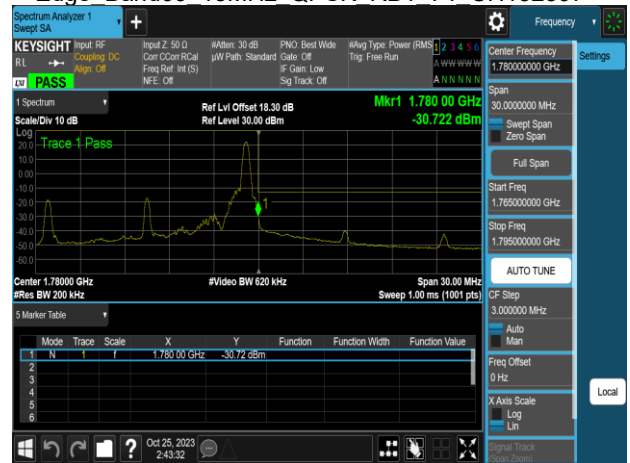 Spectrum Analyzer 1
Swept SA
Frequency
KEYSIGHT
RL
LXI
PASS
Input: RF
Coupling: DC
Align: Off
Input Z: 50 Ω
Corr CCorr RCal
Freq Ref: Int (S)
NFE: Off
#Atten: 30 dB
µW Path: Standard
PNO: Best Wide
Gate: Off
IF Gain: Low
Sig Track: Off
#Avg Type: Power (RMS)
Trig: Free Run
1 2 3 4 5 6
A W W W W W
A N N N N N
1 Spectrum
Scale/Div 10 dB
Ref Lvl Offset 18.30 dB
Ref Level 30.00 dBm
Mkr1 1.780 00 GHz
-30.722 dBm
Log
Trace 1 Pass
20.0
10.0
0.00
-10.0
-20.0
-30.0
-40.0
-50.0
-60.0
1
Center 1.78000 GHz
#Res BW 200 kHz
#Video BW 620 kHz
Span 30.00 MHz
Sweep 1.00 ms (1001 pts)
5 Marker Table
Mode Trace Scale X Y Function Function Width Function Value
1 N 1 f 1.780 00 GHz -30.72 dBm
2
3
4
5
6
Oct 25, 2023
2:43:32
Center Frequency
1.780000000 GHz
Span
30.0000000 MHz
Swept Span
Zero Span
Full Span
Start Freq
1.765000000 GHz
Stop Freq
1.795000000 GHz
AUTO TUNE
CF Step
3.000000 MHz
Auto
Man
Freq Offset
0 Hz
X Axis Scale
Log
Lin
Signal Track
(Span Zoom)
Settings
Local